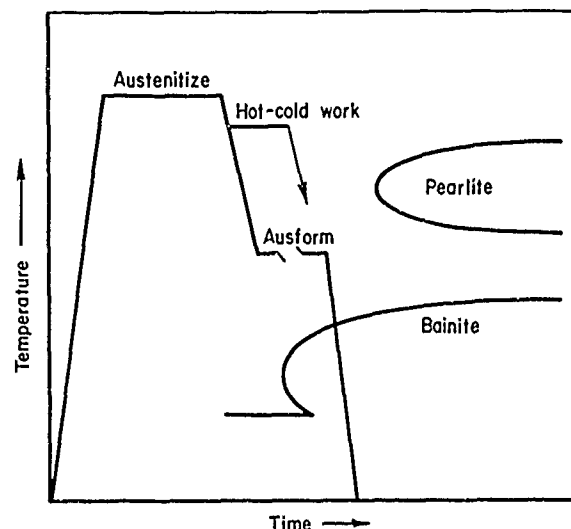 Austenitize
Hot-cold work
Pearlite
Ausform
Bainite
Temperature
Time